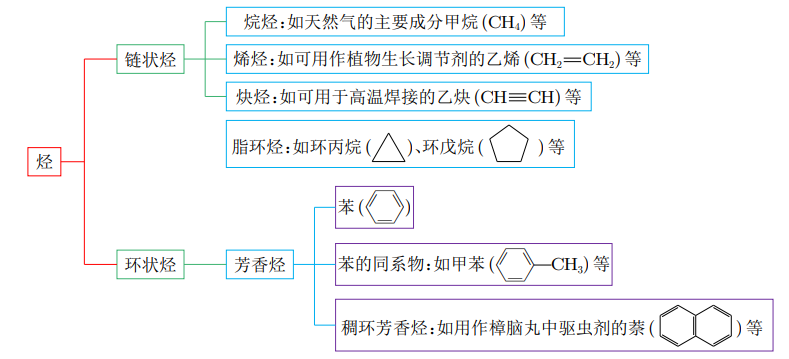 烷烃:如天然气的主要成分甲烷(CH₄)等
链状烃
烯烃:如可用作植物生长调节剂的乙烯(CH₂═CH₂)等
炔烃:如可用于高温焊接的乙炔(CH≡CH)等
脂环烃:如环丙烷( )、环戊烷( )等
烃
苯( )
环状烃
芳香烃
苯的同系物:如甲苯( —CH₃)等
稠环芳香烃:如用作樟脑丸中驱虫剂的萘( )等